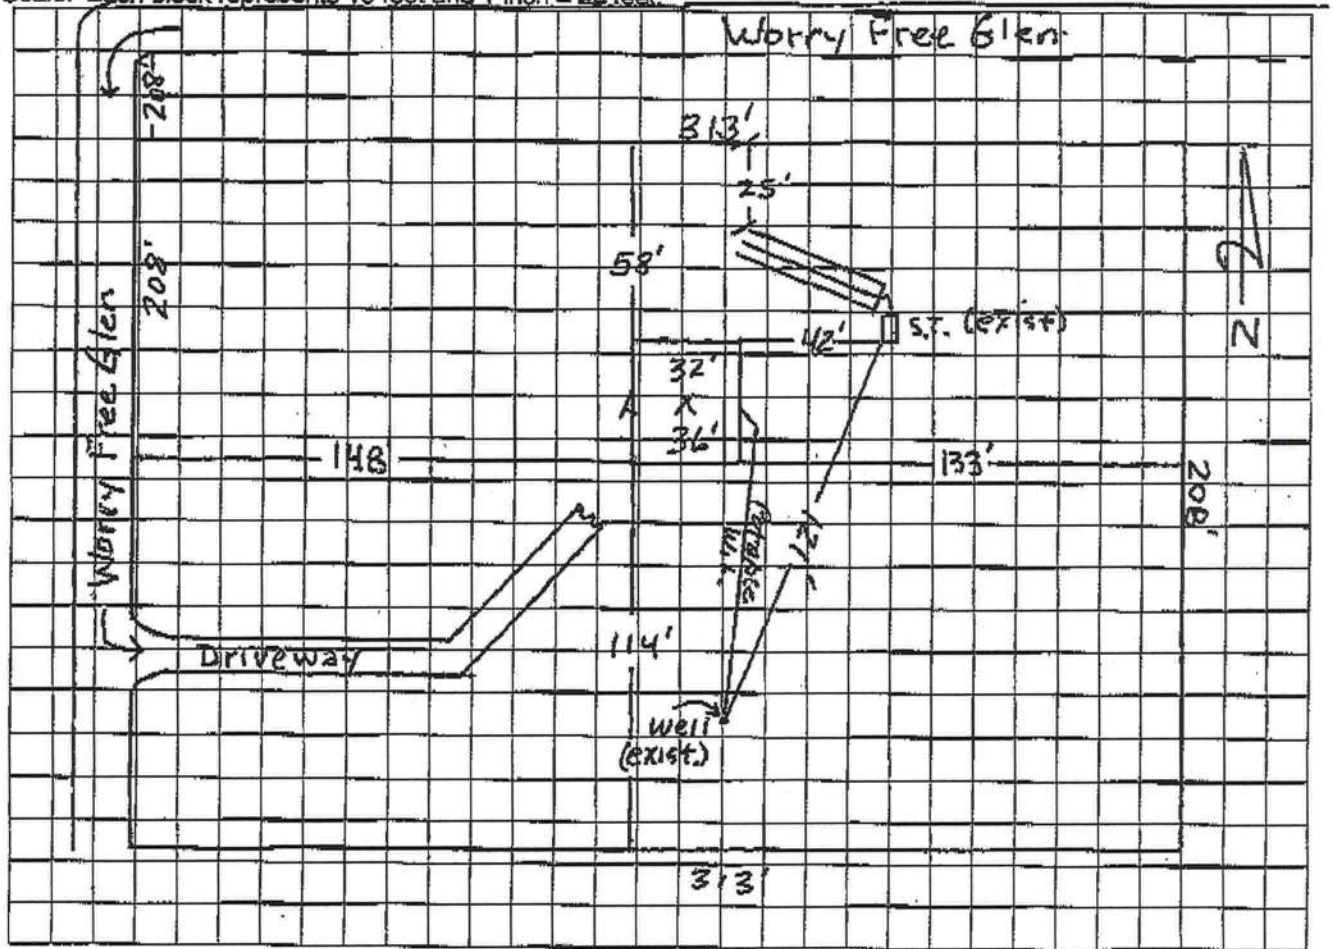 Worry Free Glen
208'
313'
25'
208'
58'
S.T. (exist)
42'
32'
A X
36'
148
133'
208'
Worry Free Glen
121
Potable
Driveway
114'
Well
(exist.)
313'